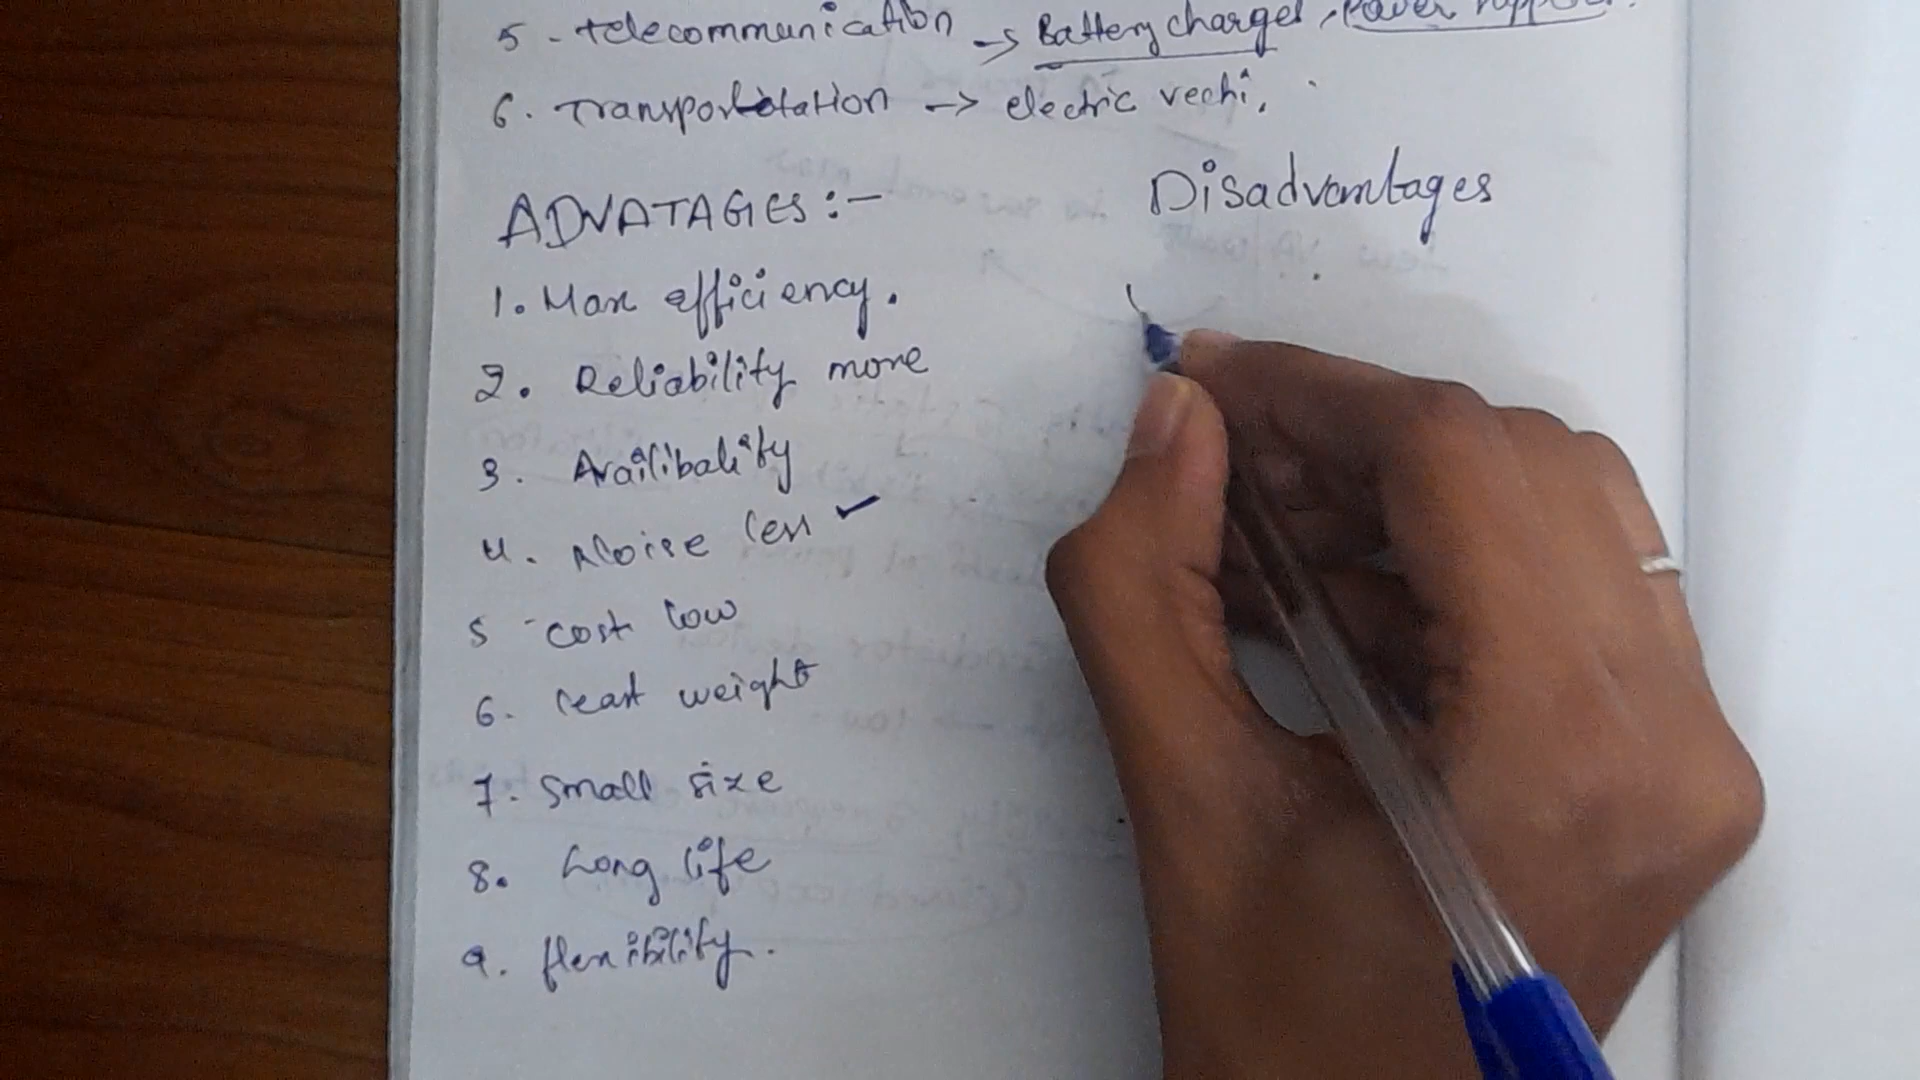 5 - telecommunication → Battery charger, Power
6. Transportation → electric vechi.
ADVATAGES :-
1. Max efficiency.
2. Reliability more
3. Availibality
4. Noise less ✓
5 - cost low
6. least weight
7. small size
8. Long life
9. flexibility.
Disadvantages